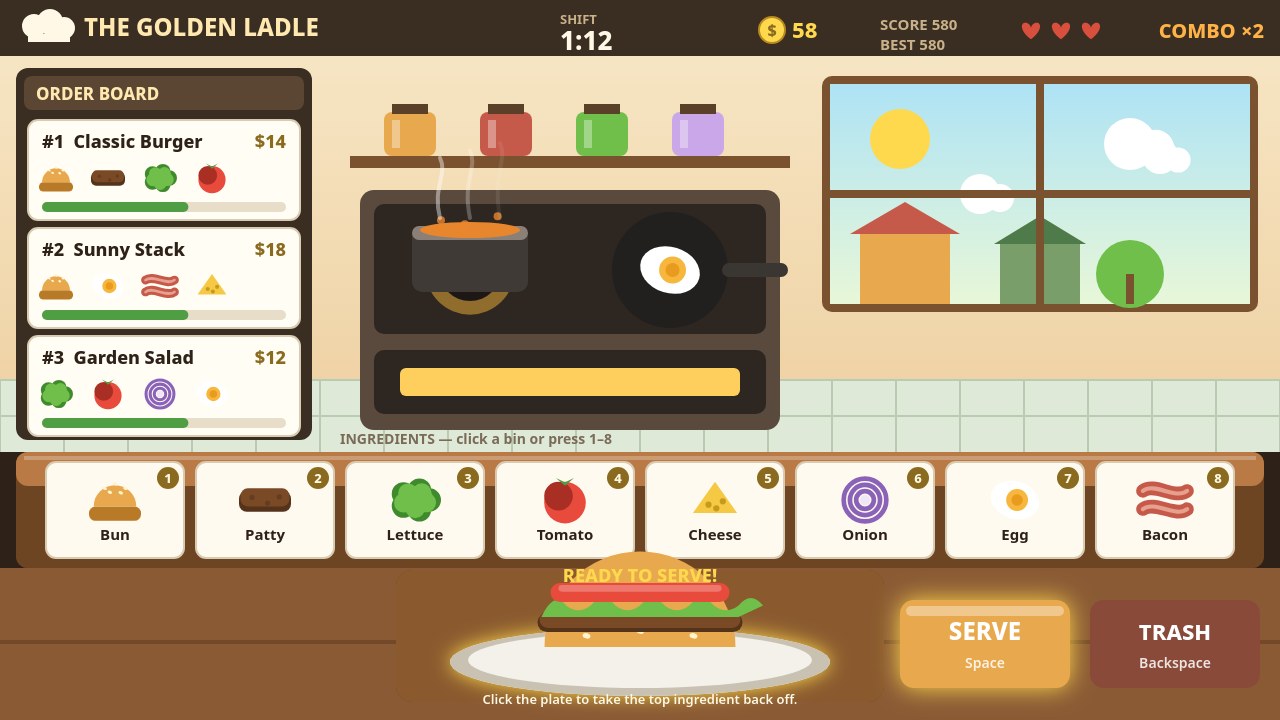 THE GOLDEN LADLE
SHIFT
1:12
$ 58
SCORE 580
BEST 580
COMBO ×2
ORDER BOARD
#1 Classic Burger $14
#2 Sunny Stack $18
#3 Garden Salad $12
INGREDIENTS — click a bin or press 1–8
1
Bun
2
Patty
3
Lettuce
4
Tomato
5
Cheese
6
Onion
7
Egg
8
Bacon
READY TO SERVE!
Click the plate to take the top ingredient back off.
SERVE
Space
TRASH
Backspace